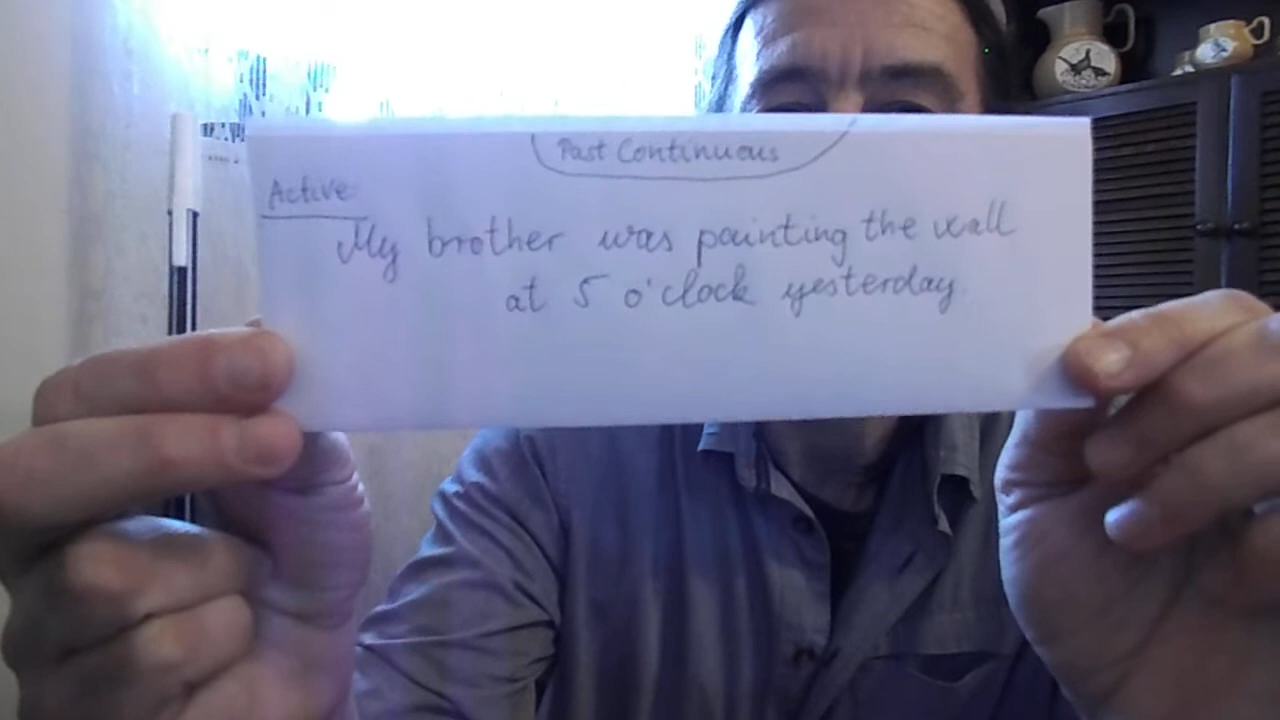 Past Continuous
Active
My brother was painting the wall
at 5 o'clock yesterday.